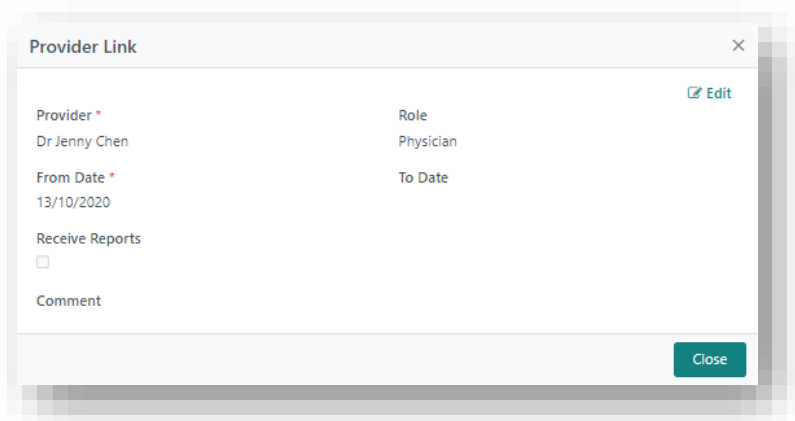 Provider Link
Edit
Provider * Role
Dr Jenny Chen Physician
From Date * To Date
13/10/2020
Receive Reports
Comment
Close